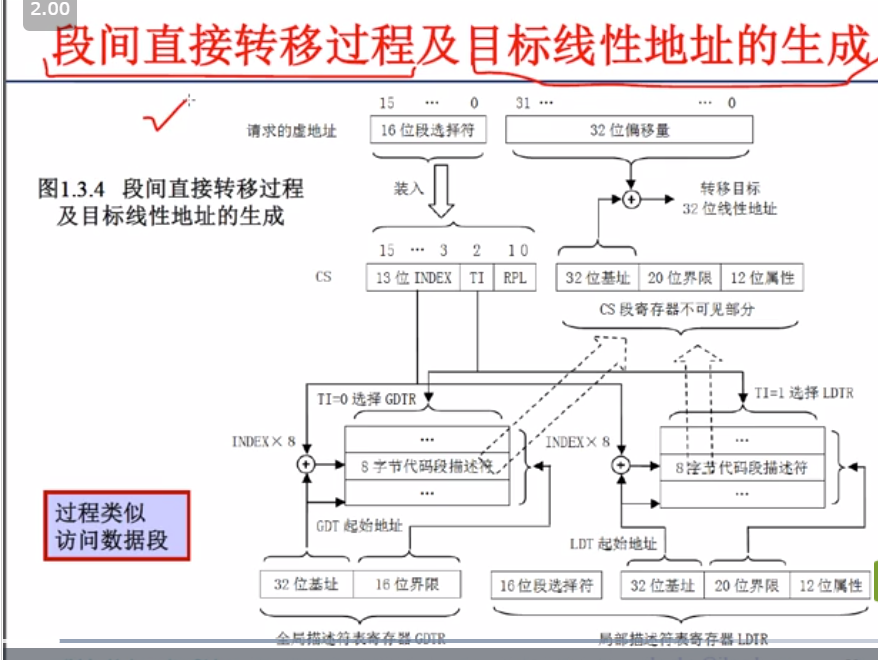 2.00
段间直接转移过程及目标线性地址的生成
15 ··· 0 31 ··· ··· 0
请求的虚地址 16 位段选择符 32 位偏移量
图1.3.4 段间直接转移过程
及目标线性地址的生成
装入
转移目标
32 位线性地址
15 ··· 3 2 1 0
CS 13 位 INDEX TI RPL 32 位基址 20 位界限 12 位属性
CS 段寄存器不可见部分
TI=0 选择 GDTR TI=1 选择 LDTR
INDEX × 8 ··· INDEX × 8 ···
8 字节代码段描述符 8 字节代码段描述符
··· ···
过程类似
访问数据段
GDT 起始地址 LDT 起始地址
32 位基址 16 位界限 16 位段选择符 32 位基址 20 位界限 12 位属性
全局描述符表寄存器 GDTR 局部描述符表寄存器 LDTR